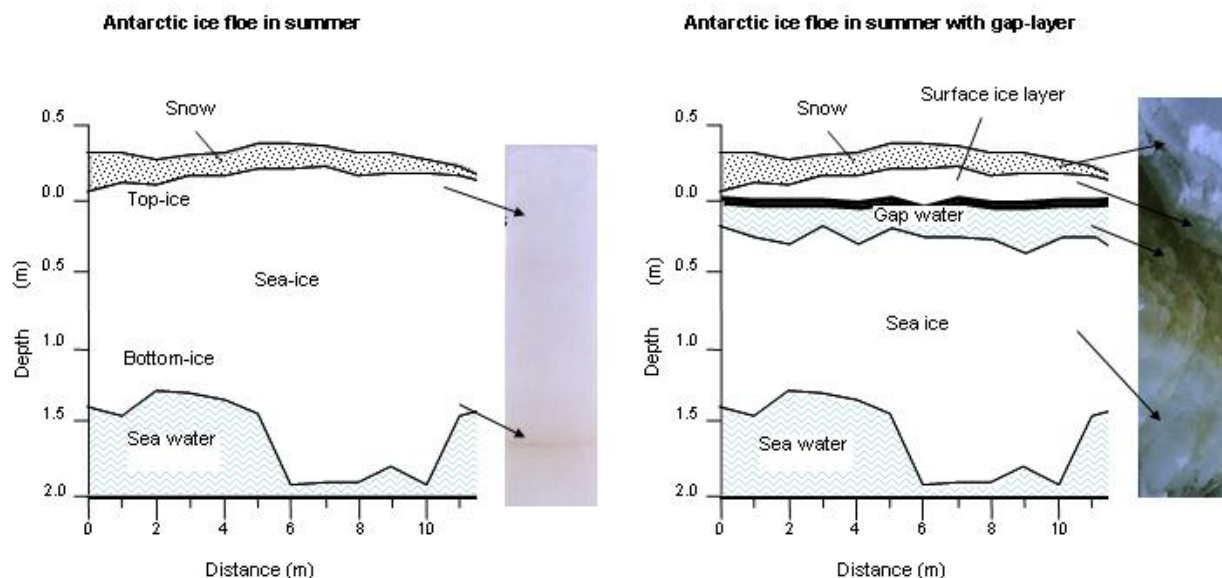 Antarctic ice floe in summer
Snow
0.5
0.0
0.5
1.0
1.5
2.0
Depth (m)
Top-ice
Sea-ice
Bottom-ice
Sea water
0 2 4 6 8 10
Distance (m)
Antarctic ice floe in summer with gap-layer
Surface ice layer
Snow
0.5
0.0
0.5
1.0
1.5
2.0
Depth (m)
Gap water
Sea ice
Sea water
0 2 4 6 8 10
Distance (m)